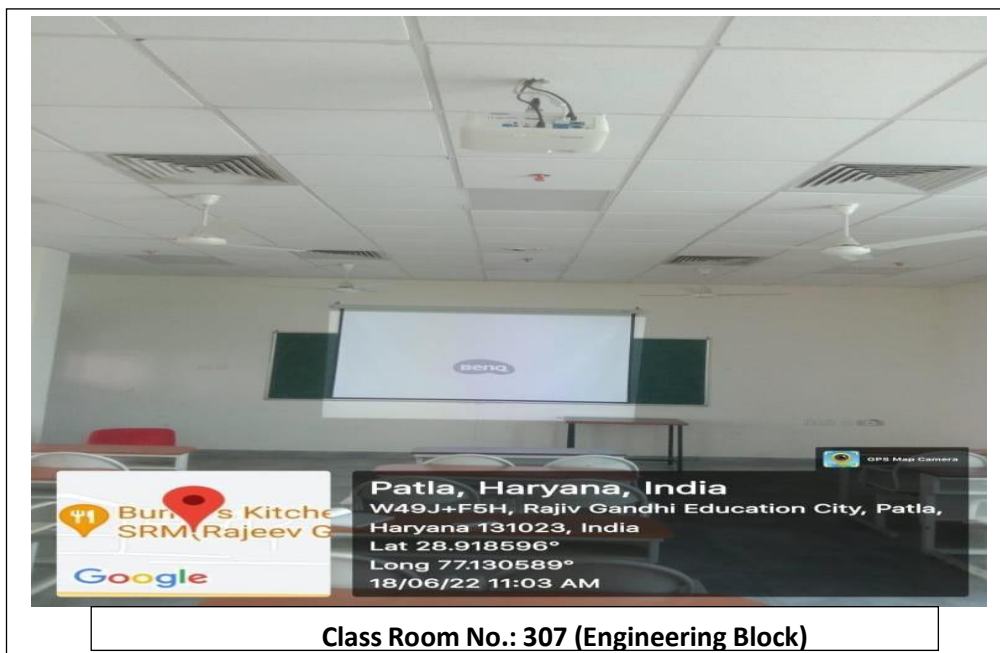 BenQ
GPS Map Camera
SRM(Rajeev G
Google
Patla, Haryana, India
W49J+F5H, Rajiv Gandhi Education City, Patla,
Haryana 131023, India
Lat 28.918596°
Long 77.130589°
18/06/22 11:03 AM
Class Room No.: 307 (Engineering Block)